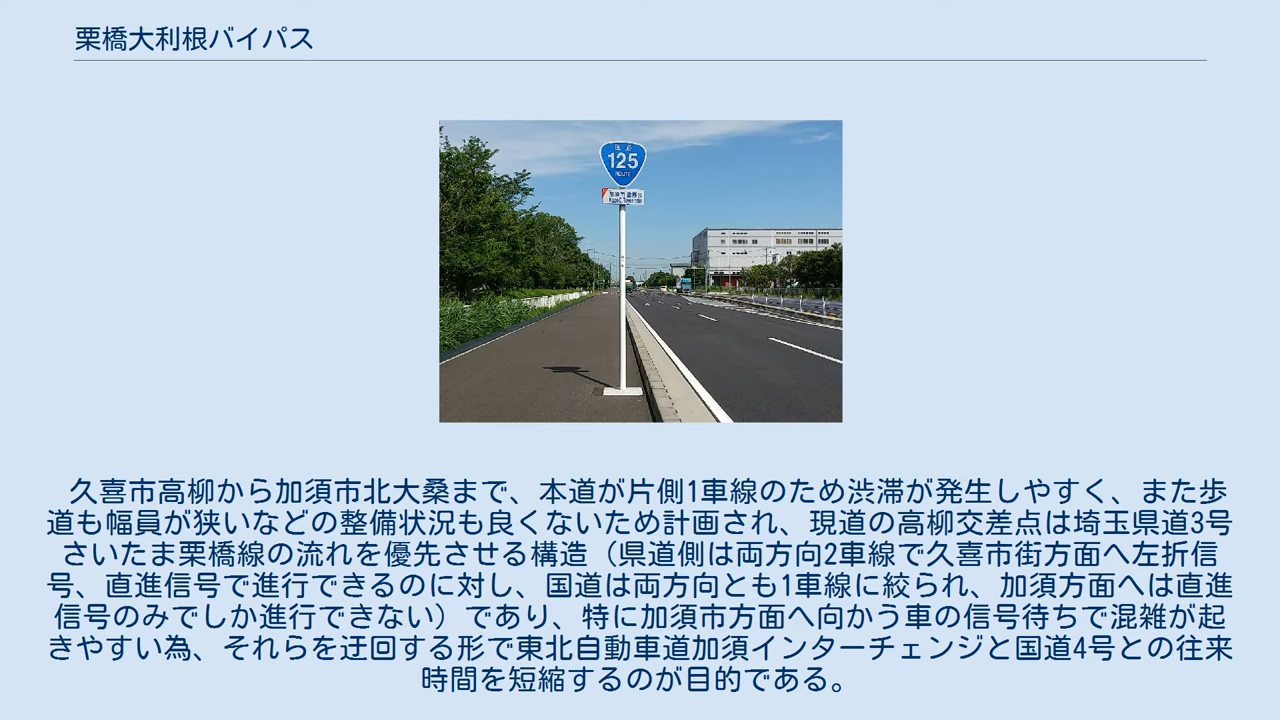 栗橋大利根バイパス
国道
125
ROUTE
久喜市高柳から加須市北大桑まで、本道が片側1車線のため渋滞が発生しやすく、また歩
道も幅員が狭いなどの整備状況も良くないため計画され、現道の高柳交差点は埼玉県道3号
さいたま栗橋線の流れを優先させる構造（県道側は両方向2車線で久喜市街方面へ左折信
号、直進信号で進行できるのに対し、国道は両方向とも1車線に絞られ、加須方面へは直進
信号のみでしか進行できない）であり、特に加須市方面へ向かう車の信号待ちで混雑が起
きやすい為、それらを迂回する形で東北自動車道加須インターチェンジと国道4号との往来
時間を短縮するのが目的である。